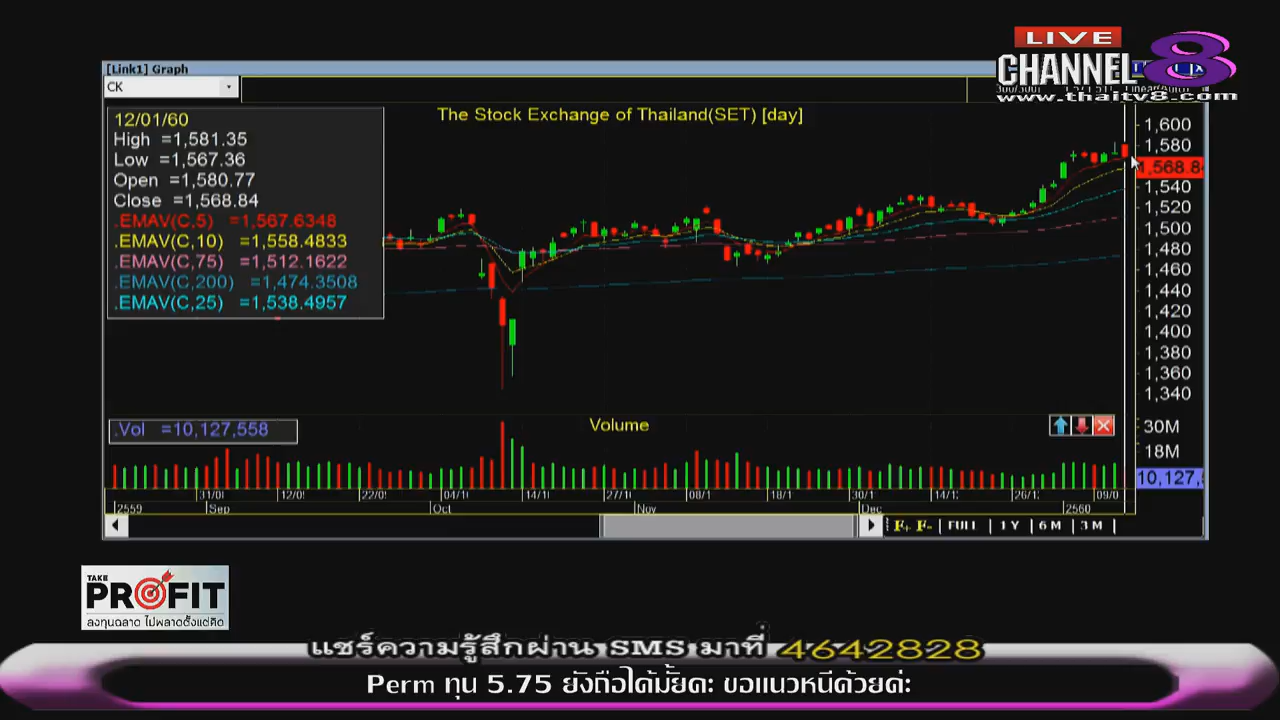 LIVE
CHANNEL 8
www.thaitv8.com
[Link1] Graph
CK
The Stock Exchange of Thailand(SET) [day]
12/01/60
High =1,581.35
Low =1,567.36
Open =1,580.77
Close =1,568.84
.EMAV(C,5) =1,567.6348
.EMAV(C,10) =1,558.4833
.EMAV(C,75) =1,512.1622
.EMAV(C,200) =1,474.3508
.EMAV(C,25) =1,538.4957
1,600
1,580
1,568.84
1,540
1,520
1,500
1,480
1,460
1,440
1,420
1,400
1,380
1,360
1,340
.Vol =10,127,558
Volume
30M
18M
10,127,
31/0 12/0 22/0 04/1 14/1 27/1 08/1 18/1 30/1 14/1 26/1 09/0
2559 Sep Oct Nov Dec 2560
F+ F- FULL 1Y 6M 3M
TAKE
PROFIT
ลงทุนฉลาด ไม่พลาดตั้งแต่คิด
แชร์ความรู้สึกผ่าน SMS มาที่ 4642828
Perm ทุน 5.75 ยังถือได้มั้ยคะ ขอแนวหนีด้วยค่ะ